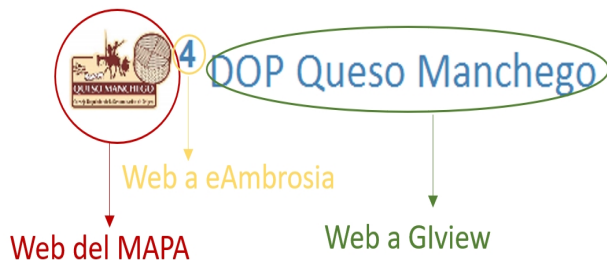 QUESO MANCHEGO
4
DOP Queso Manchego
Web a eAmbrosia
Web del MAPA
Web a GIview